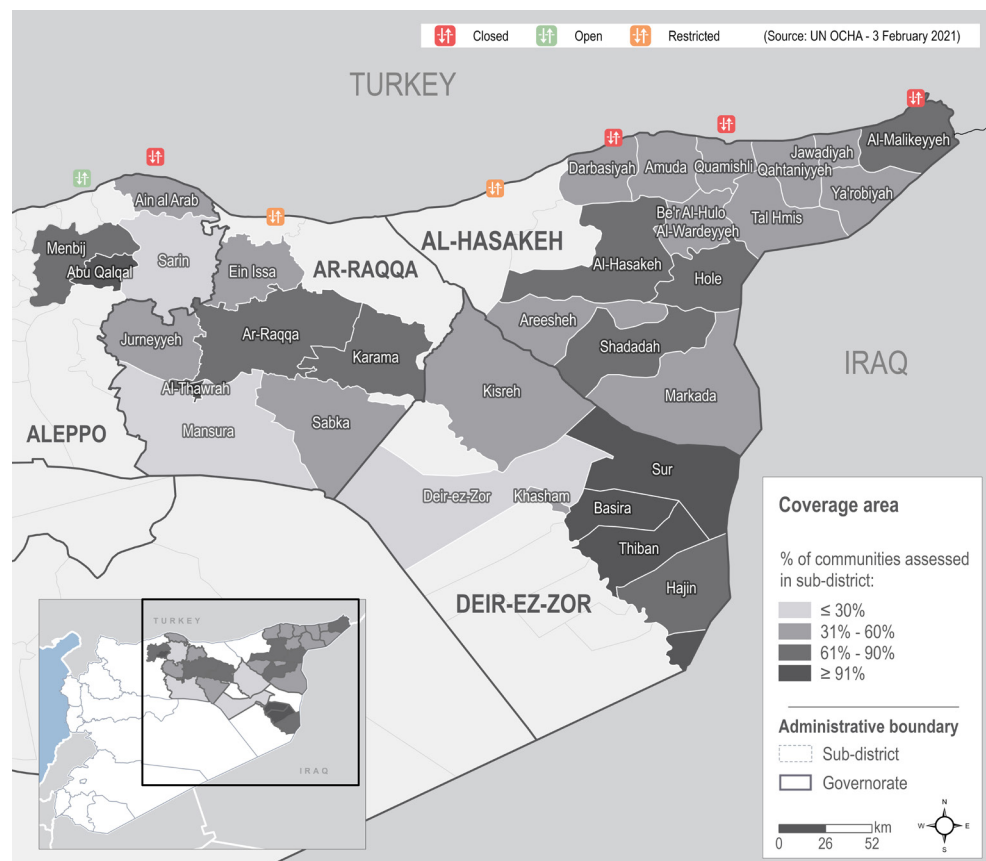 Closed
Open
Restricted
(Source: UN OCHA - 3 February 2021)
TURKEY
Al-Malikeyyeh
Jawadiyah
Darbasiyah
Amuda
Quamishli
Qahtaniyyeh
Ya'robiyah
Ain al Arab
Be'r Al-Hulo
Al-Wardeyyeh
Tal Hmis
Menbij
Abu Qalqal
Sarin
Ein Issa
AR-RAQQA
AL-HASAKEH
Al-Hasakeh
Hole
Jurneyyeh
Ar-Raqqa
Karama
Areesheh
Shadadah
IRAQ
Al-Thawrah
Kisreh
Markada
ALEPPO
Mansura
Sabka
Sur
Deir-ez-Zor
Khasham
Basira
Thiban
Hajin
DEIR-EZ-ZOR
Coverage area
% of communities assessed
in sub-district:
≤ 30%
31% - 60%
61% - 90%
≥ 91%
Administrative boundary
Sub-district
Governorate
km
0 26 52
N
W E
S
TURKEY
IRAQ